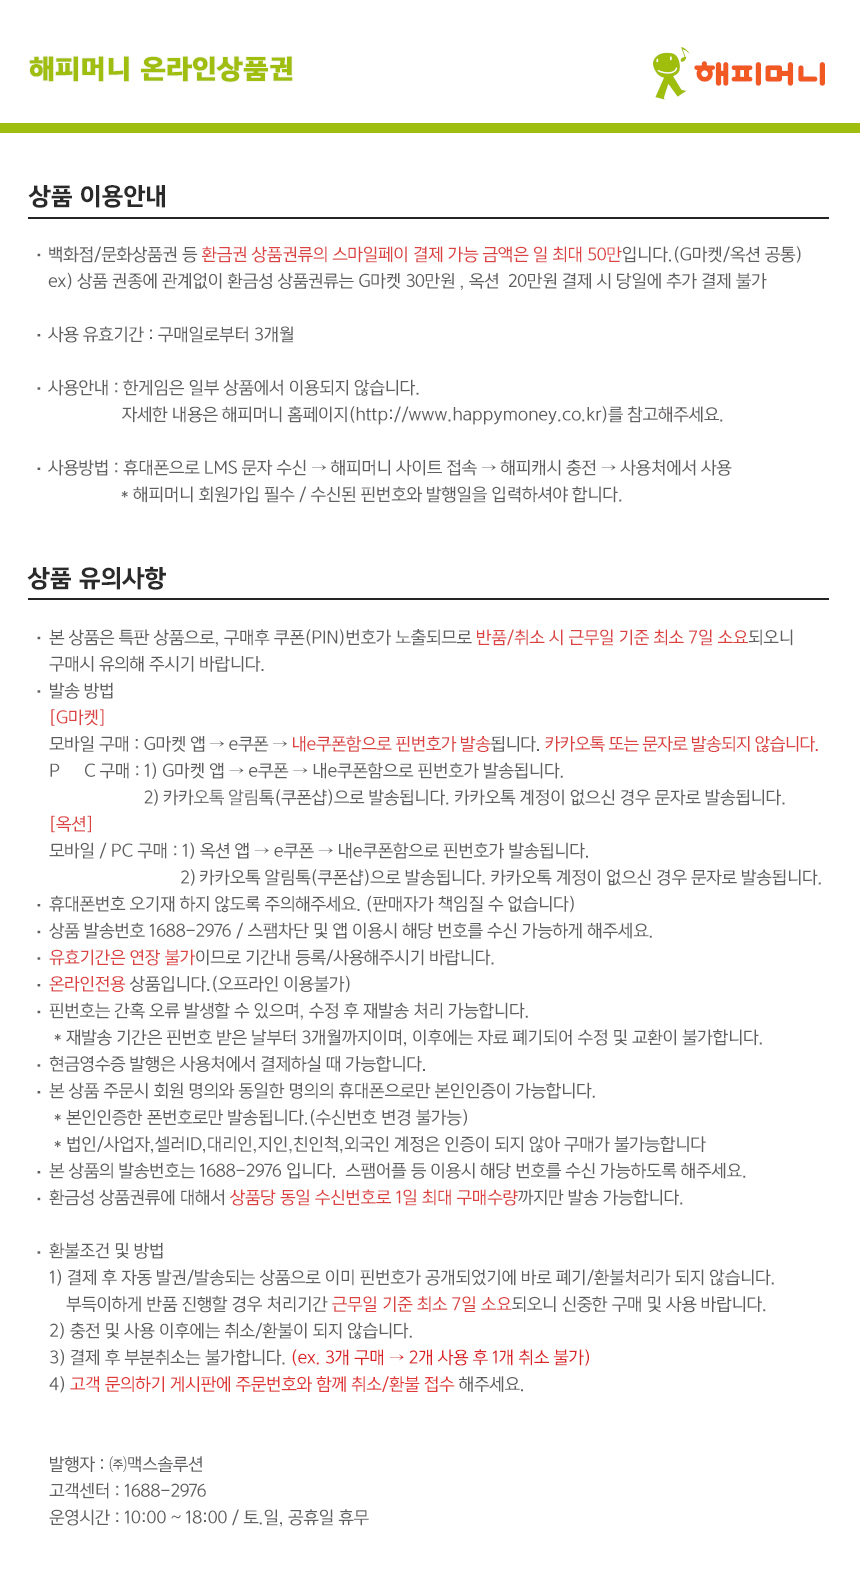 해피머니 온라인상품권
해피머니
상품 이용안내
· 백화점/문화상품권 등 환금권 상품권류의 스마일페이 결제 가능 금액은 일 최대 50만입니다.(G마켓/옥션 공통)
ex) 상품 권종에 관계없이 환금성 상품권류는 G마켓 30만원 , 옥션 20만원 결제 시 당일에 추가 결제 불가
· 사용 유효기간 : 구매일로부터 3개월
· 사용안내 : 한게임은 일부 상품에서 이용되지 않습니다.
자세한 내용은 해피머니 홈페이지(http://www.happymoney.co.kr)를 참고해주세요.
· 사용방법 : 휴대폰으로 LMS 문자 수신 → 해피머니 사이트 접속 → 해피캐시 충전 → 사용처에서 사용
* 해피머니 회원가입 필수 / 수신된 핀번호와 발행일을 입력하셔야 합니다.
상품 유의사항
· 본 상품은 특판 상품으로, 구매후 쿠폰(PIN)번호가 노출되므로 반품/취소 시 근무일 기준 최소 7일 소요되오니
구매시 유의해 주시기 바랍니다.
· 발송 방법
[G마켓]
모바일 구매 : G마켓 앱 → e쿠폰 → 내e쿠폰함으로 핀번호가 발송됩니다. 카카오톡 또는 문자로 발송되지 않습니다.
P C 구매 : 1) G마켓 앱 → e쿠폰 → 내e쿠폰함으로 핀번호가 발송됩니다.
2) 카카오톡 알림톡(쿠폰샵)으로 발송됩니다. 카카오톡 계정이 없으신 경우 문자로 발송됩니다.
[옥션]
모바일 / PC 구매 : 1) 옥션 앱 → e쿠폰 → 내e쿠폰함으로 핀번호가 발송됩니다.
2) 카카오톡 알림톡(쿠폰샵)으로 발송됩니다. 카카오톡 계정이 없으신 경우 문자로 발송됩니다.
· 휴대폰번호 오기재 하지 않도록 주의해주세요. (판매자가 책임질 수 없습니다)
· 상품 발송번호 1688-2976 / 스팸차단 및 앱 이용시 해당 번호를 수신 가능하게 해주세요.
· 유효기간은 연장 불가이므로 기간내 등록/사용해주시기 바랍니다.
· 온라인전용 상품입니다.(오프라인 이용불가)
· 핀번호는 간혹 오류 발생할 수 있으며, 수정 후 재발송 처리 가능합니다.
* 재발송 기간은 핀번호 받은 날부터 3개월까지이며, 이후에는 자료 폐기되어 수정 및 교환이 불가합니다.
· 현금영수증 발행은 사용처에서 결제하실 때 가능합니다.
· 본 상품 주문시 회원 명의와 동일한 명의의 휴대폰으로만 본인인증이 가능합니다.
* 본인인증한 폰번호로만 발송됩니다.(수신번호 변경 불가능)
* 법인/사업자,셀러ID,대리인,지인,친인척,외국인 계정은 인증이 되지 않아 구매가 불가능합니다
· 본 상품의 발송번호는 1688-2976 입니다. 스팸어플 등 이용시 해당 번호를 수신 가능하도록 해주세요.
· 환금성 상품권류에 대해서 상품당 동일 수신번호로 1일 최대 구매수량까지만 발송 가능합니다.
· 환불조건 및 방법
1) 결제 후 자동 발권/발송되는 상품으로 이미 핀번호가 공개되었기에 바로 폐기/환불처리가 되지 않습니다.
부득이하게 반품 진행할 경우 처리기간 근무일 기준 최소 7일 소요되오니 신중한 구매 및 사용 바랍니다.
2) 충전 및 사용 이후에는 취소/환불이 되지 않습니다.
3) 결제 후 부분취소는 불가합니다. (ex. 3개 구매 → 2개 사용 후 1개 취소 불가)
4) 고객 문의하기 게시판에 주문번호와 함께 취소/환불 접수 해주세요.
발행자 : ㈜맥스솔루션
고객센터 : 1688-2976
운영시간 : 10:00 ~ 18:00 / 토.일, 공휴일 휴무